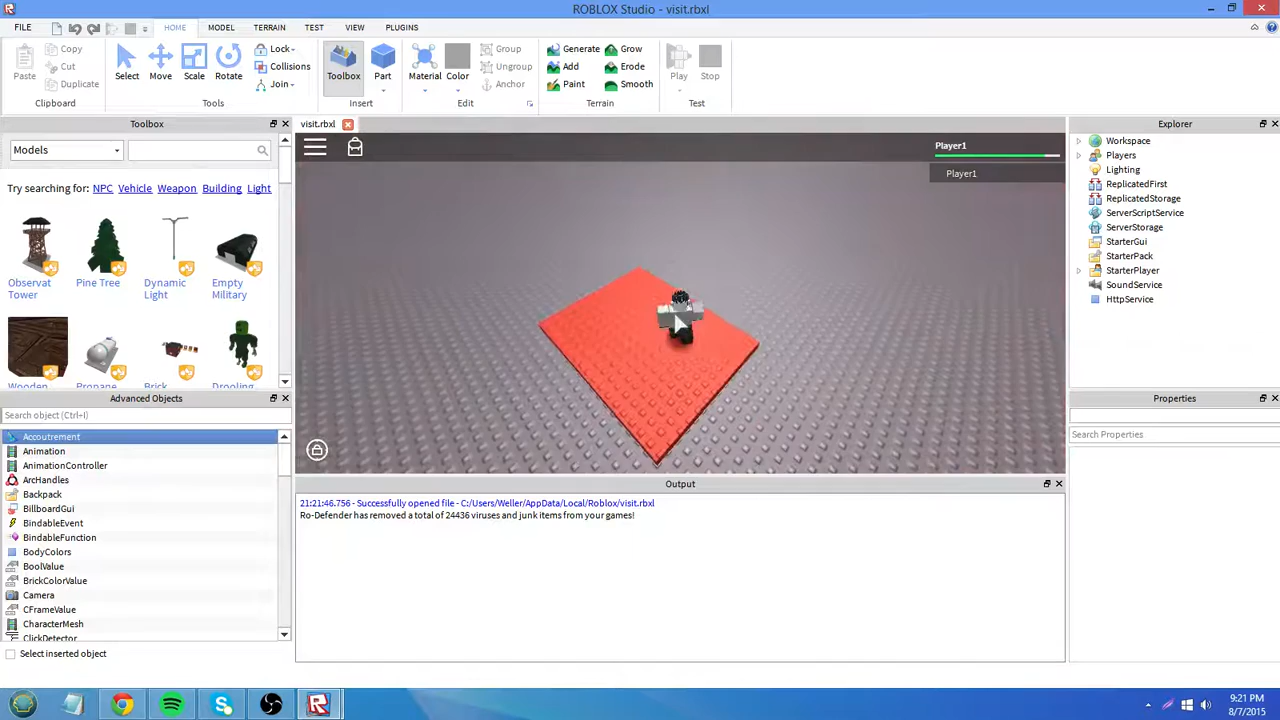 ROBLOX Studio - visit.rbxl
FILE HOME MODEL TERRAIN TEST VIEW PLUGINS
Paste Copy Cut Duplicate
Select Move Scale Rotate
Lock Collisions Join
Toolbox Part
Material Color
Group Ungroup Anchor
Generate Add Paint
Grow Erode Smooth
Play Stop
Clipboard Tools Insert Edit Terrain Test
Toolbox
Models
Try searching for: NPC Vehicle Weapon Building Light
Observat Tower
Pine Tree
Dynamic Light
Empty Military
Wooden Propane Brick Drooling
Advanced Objects
Search object (Ctrl+I)
Accoutrement
Animation
AnimationController
ArcHandles
Backpack
BillboardGui
BindableEvent
BindableFunction
BodyColors
BoolValue
BrickColorValue
Camera
CFrameValue
CharacterMesh
ClickDetector
Select inserted object
visit.rbxl
Player1
Player1
Output
21:21:46.756 - Successfully opened file - C:/Users/Weller/AppData/Local/Roblox/visit.rbxl
Ro-Defender has removed a total of 24436 viruses and junk items from your games!
Explorer
Workspace
Players
Lighting
ReplicatedFirst
ReplicatedStorage
ServerScriptService
ServerStorage
StarterGui
StarterPack
StarterPlayer
SoundService
HttpService
Properties
Search Properties
9:21 PM
8/7/2015